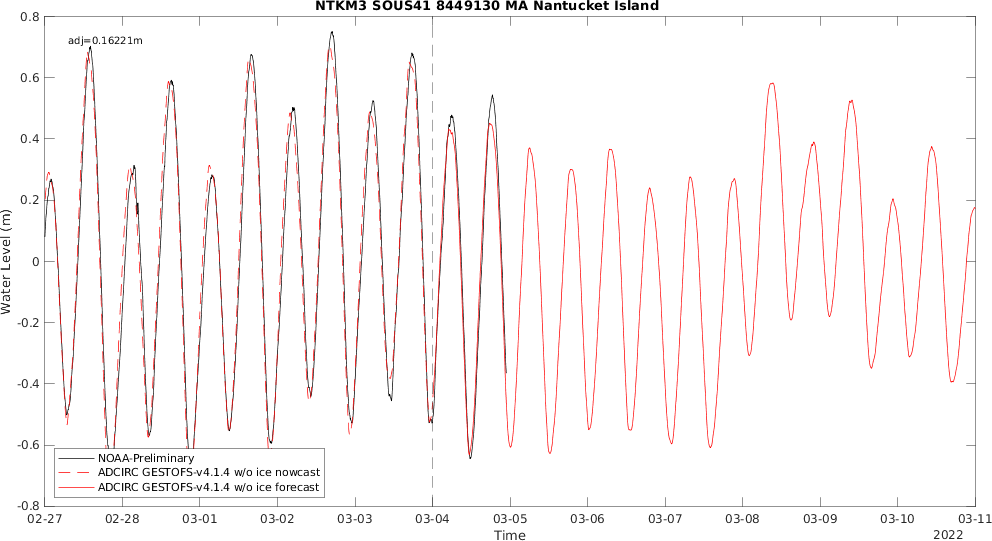 NTKM3 SOUS41 8449130 MA Nantucket Island
adj=0.16221m
Water Level (m)
0.8
0.6
0.4
0.2
0
-0.2
-0.4
-0.6
-0.8
NOAA-Preliminary
ADCIRC GESTOFS-v4.1.4 w/o ice nowcast
ADCIRC GESTOFS-v4.1.4 w/o ice forecast
02-27 02-28 03-01 03-02 03-03 03-04 03-05 03-06 03-07 03-08 03-09 03-10 03-11
Time
2022